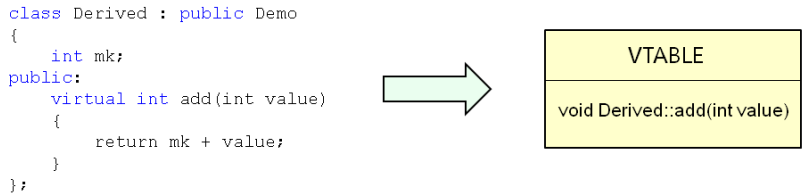 class Derived : public Demo
{
    int mk;
public:
    virtual int add(int value)
    {
        return mk + value;
    }
};
VTABLE
void Derived::add(int value)